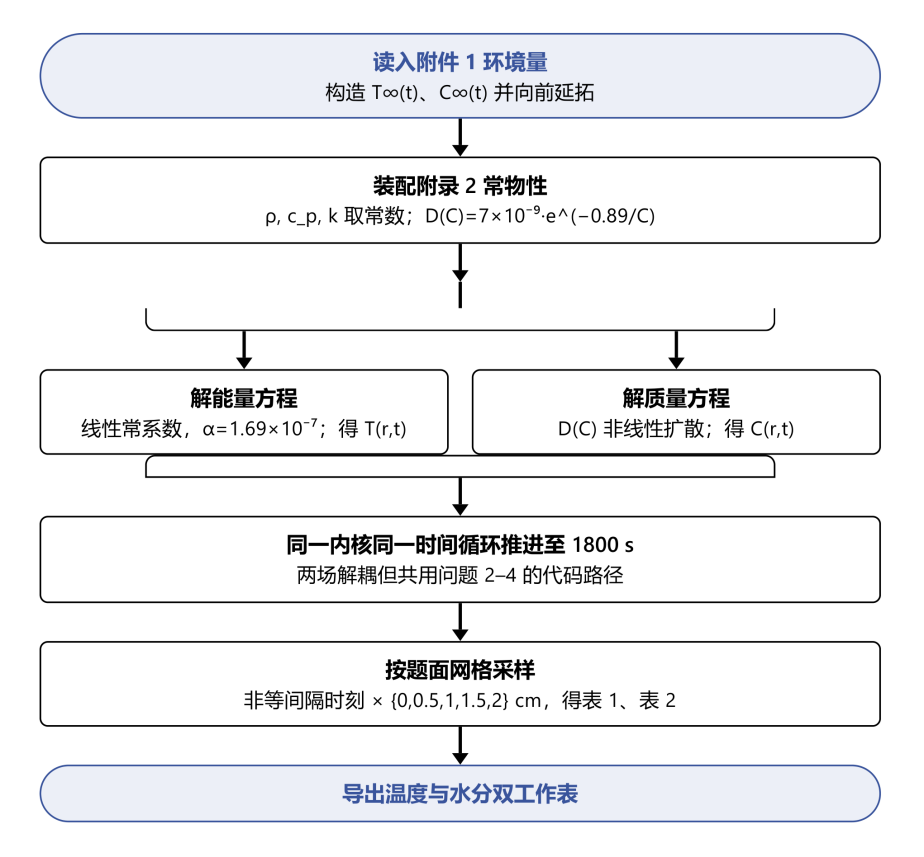 读入附件 1 环境量
构造 T∞(t)、C∞(t) 并向前延拓
装配附录 2 常物性
ρ, c_p, k 取常数；D(C)=7×10⁻⁹·e^(−0.89/C)
解能量方程
线性常系数，α=1.69×10⁻⁷；得 T(r,t)
解质量方程
D(C) 非线性扩散；得 C(r,t)
同一内核同一时间循环推进至 1800 s
两场解耦但共用问题 2–4 的代码路径
按题面网格采样
非等间隔时刻 × {0,0.5,1,1.5,2} cm，得表 1、表 2
导出温度与水分双工作表